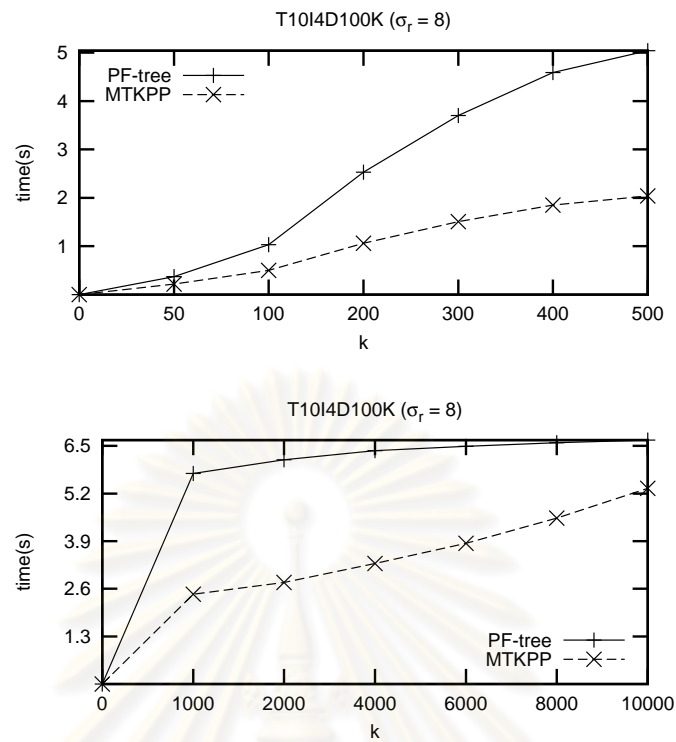 T10I4D100K (σr = 8)
5
4
3
2
1
0
50
100
200
300
400
500
time(s)
k
PF-tree
MTKPP
T10I4D100K (σr = 8)
6.5
5.2
3.9
2.6
1.3
0
1000
2000
4000
6000
8000
10000
time(s)
k
PF-tree
MTKPP